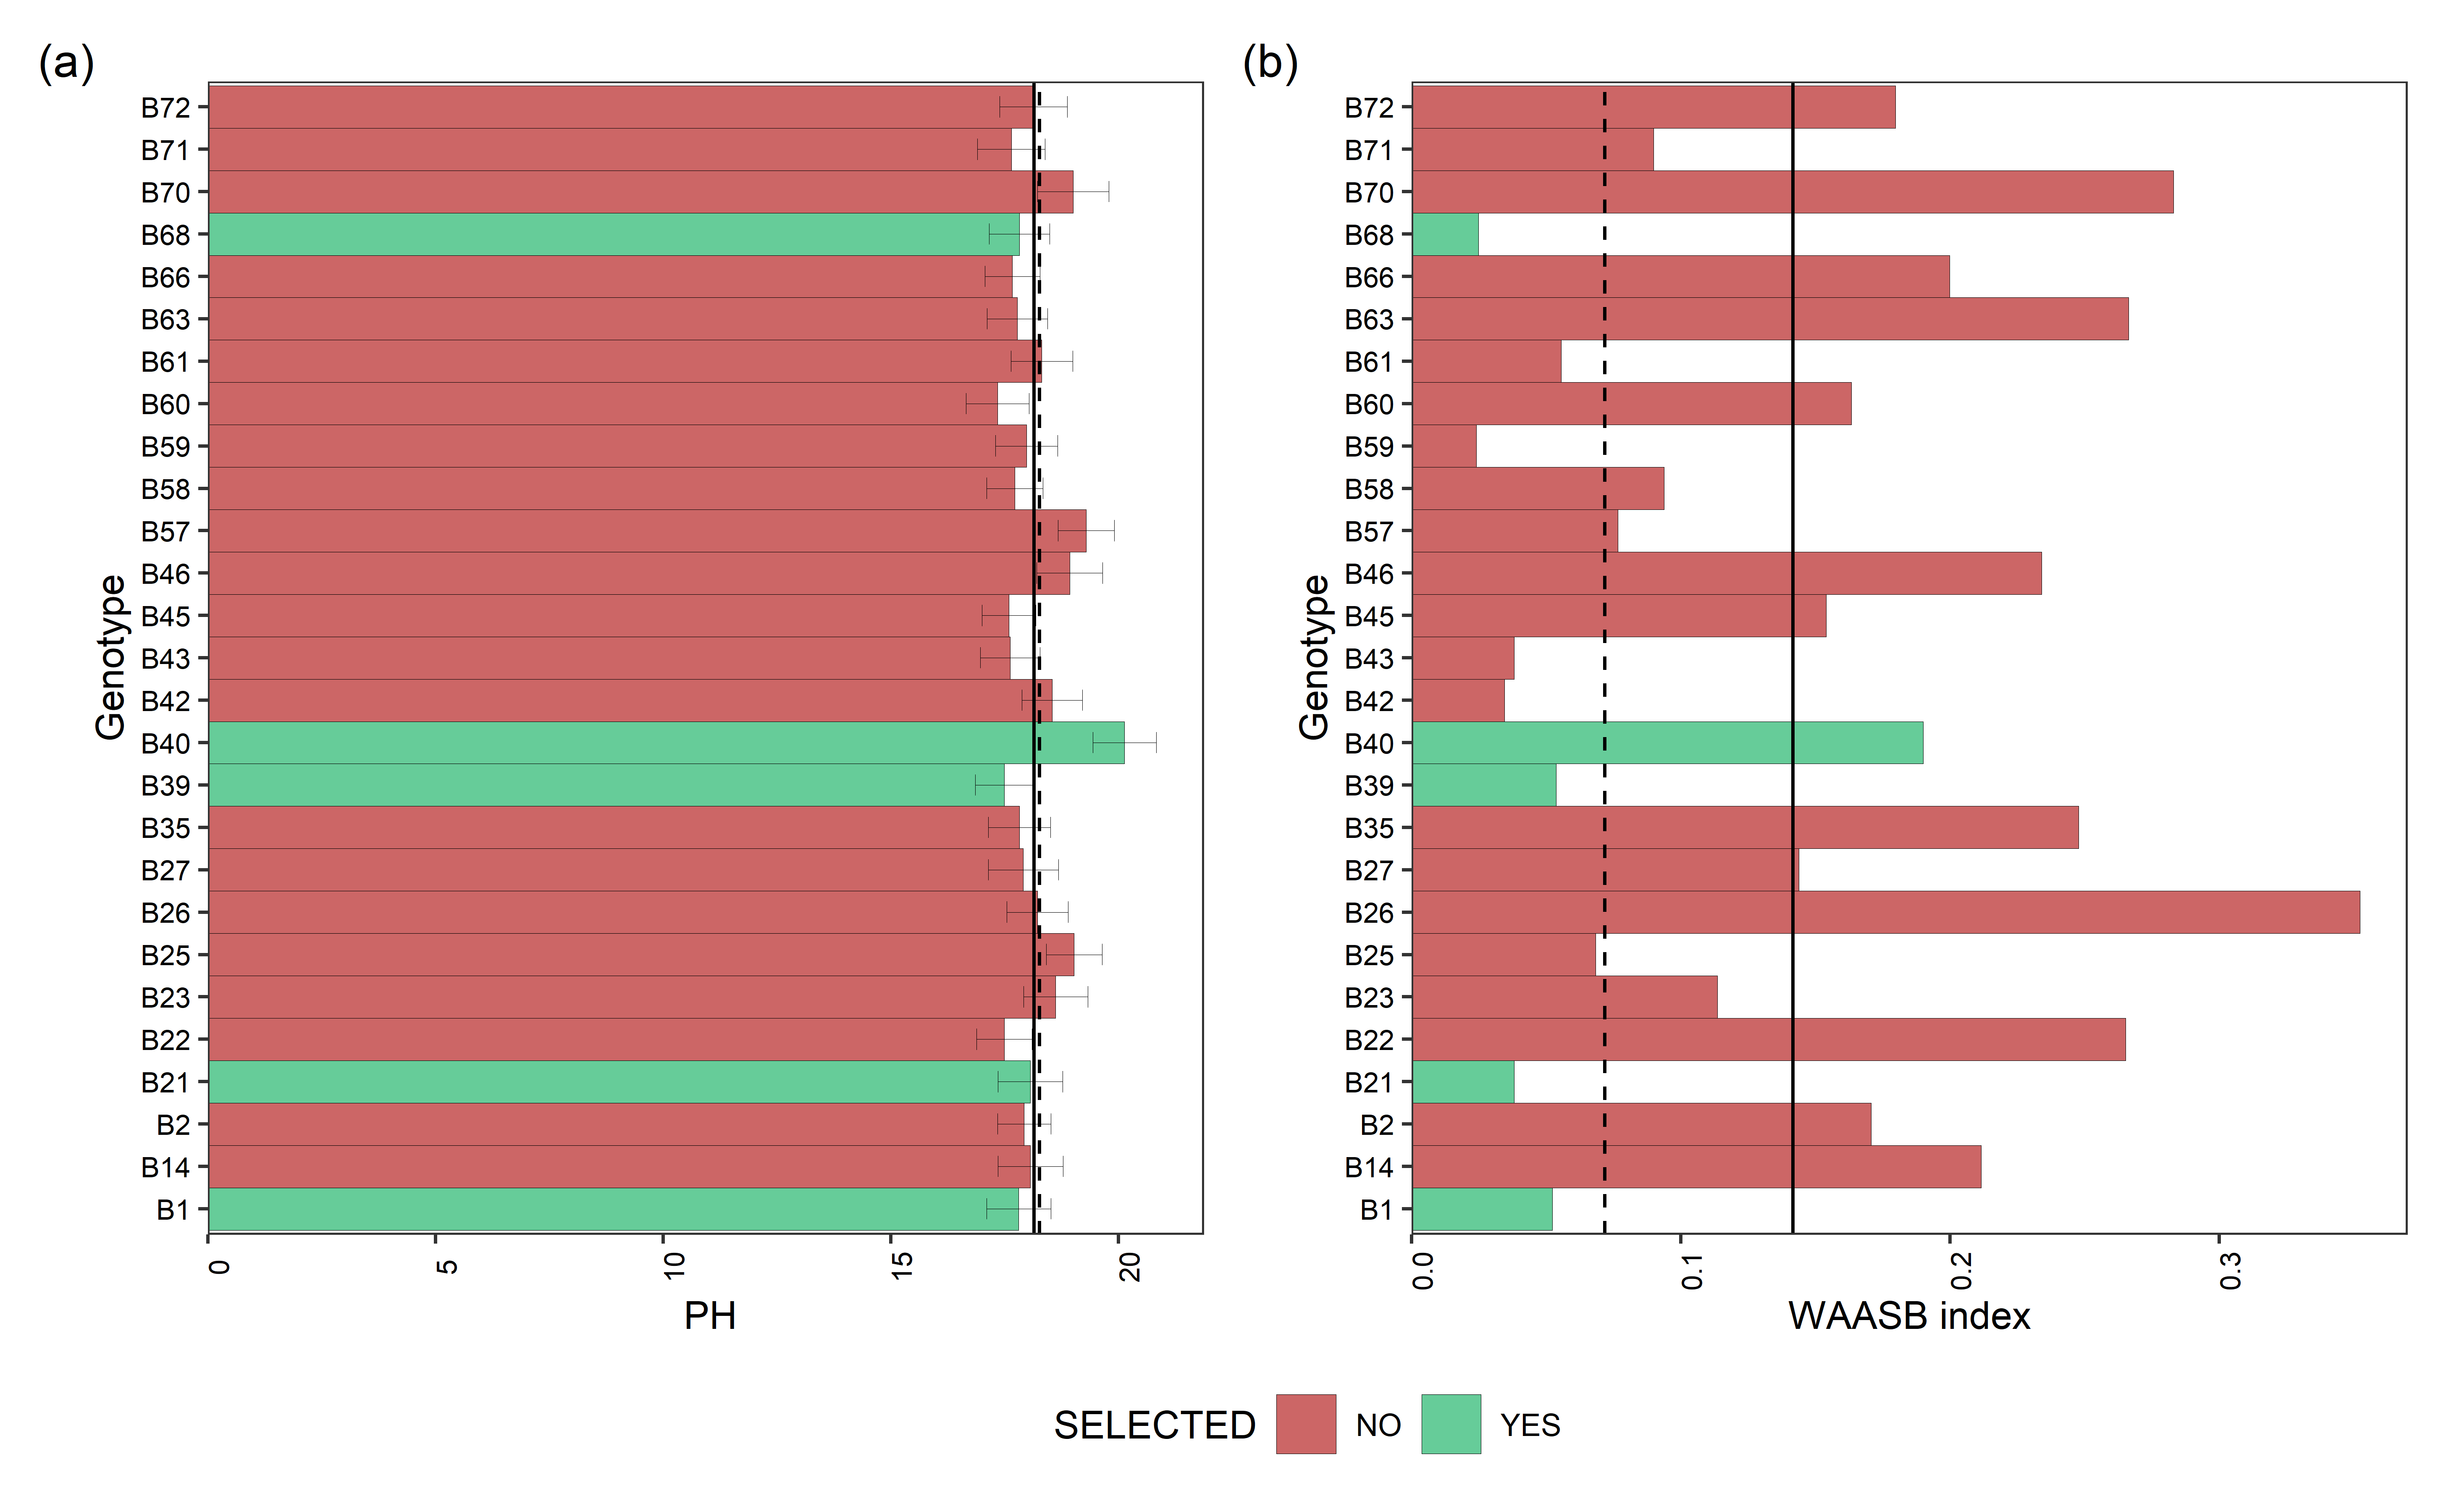 (a)
B72
B71
B70
B68
B66
B63
B61
B60
B59
B58
B57
B46
B45
B43
B42
B40
B39
B35
B27
B26
B25
B23
B22
B21
B2
B14
B1
Genotype
0
5
10
15
20
PH
(b)
B72
B71
B70
B68
B66
B63
B61
B60
B59
B58
B57
B46
B45
B43
B42
B40
B39
B35
B27
B26
B25
B23
B22
B21
B2
B14
B1
Genotype
0.0
0.1
0.2
0.3
WAASB index
SELECTED NO YES